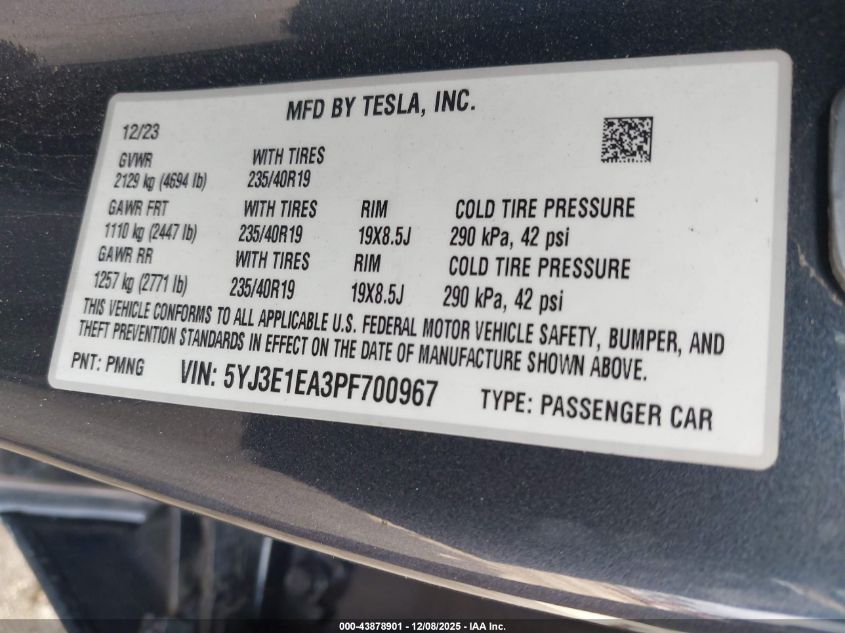 MFD BY TESLA, INC.
12/23
GVWR WITH TIRES
2129 kg (4694 lb) 235/40R19
GAWR FRT WITH TIRES RIM COLD TIRE PRESSURE
1110 kg (2447 lb) 235/40R19 19X8.5J 290 kPa, 42 psi
GAWR RR WITH TIRES RIM COLD TIRE PRESSURE
1257 kg (2771 lb) 235/40R19 19X8.5J 290 kPa, 42 psi
THIS VEHICLE CONFORMS TO ALL APPLICABLE U.S. FEDERAL MOTOR VEHICLE SAFETY, BUMPER, AND
THEFT PREVENTION STANDARDS IN EFFECT ON THE DATE OF MANUFACTURE SHOWN ABOVE.
PNT: PMNG VIN: 5YJ3E1EA3PF700967 TYPE: PASSENGER CAR
000-43878901 - 12/08/2025 - IAA Inc.